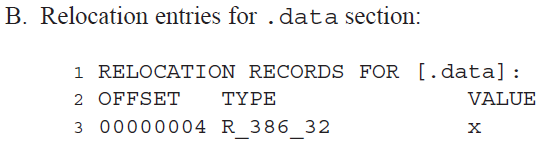 B. Relocation entries for .data section:
1 RELOCATION RECORDS FOR [.data]:
2 OFFSET TYPE VALUE
3 00000004 R_386_32 x